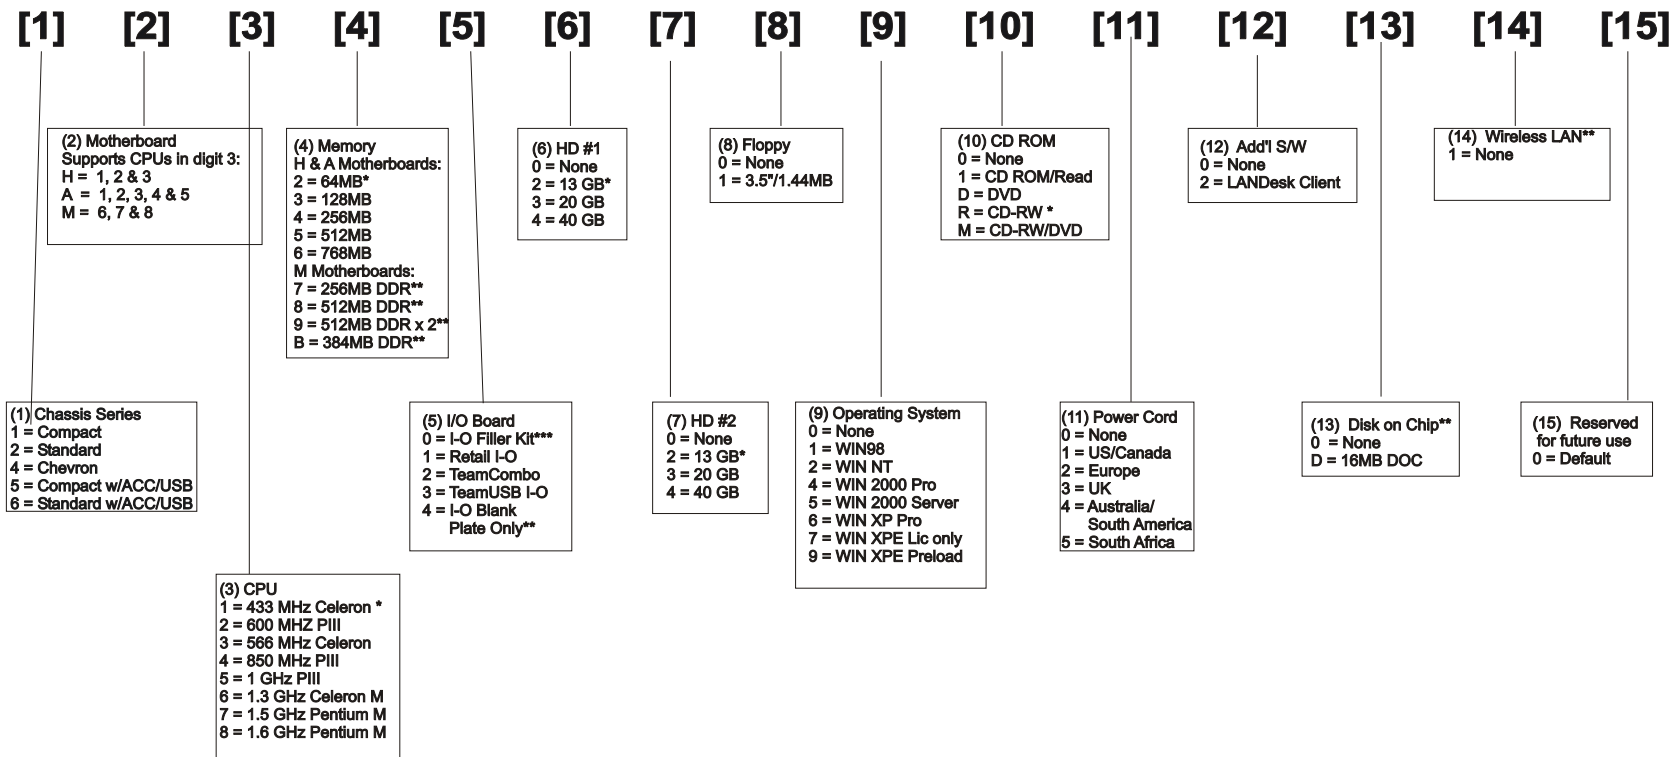 [1] [2] [3] [4] [5] [6] [7] [8] [9] [10] [11] [12] [13] [14] [15]
(2) Motherboard
Supports CPUs in digit 3:
H = 1, 2 & 3
A = 1, 2, 3, 4 & 5
M = 6, 7 & 8
(4) Memory
H & A Motherboards:
2 = 64MB*
3 = 128MB
4 = 256MB
5 = 512MB
6 = 768MB
M Motherboards:
7 = 256MB DDR**
8 = 512MB DDR**
9 = 512MB DDR x 2**
B = 384MB DDR**
(6) HD #1
0 = None
2 = 13 GB*
3 = 20 GB
4 = 40 GB
(8) Floppy
0 = None
1 = 3.5"/1.44MB
(10) CD ROM
0 = None
1 = CD ROM/Read
D = DVD
R = CD-RW *
M = CD-RW/DVD
(12) Add'l S/W
0 = None
2 = LANDesk Client
(14) Wireless LAN**
1 = None
(1) Chassis Series
1 = Compact
2 = Standard
4 = Chevron
5 = Compact w/ACC/USB
6 = Standard w/ACC/USB
(5) I/O Board
0 = I-O Filler Kit***
1 = Retail I-O
2 = TeamCombo
3 = TeamUSB I-O
4 = I-O Blank
Plate Only**
(7) HD #2
0 = None
2 = 13 GB*
3 = 20 GB
4 = 40 GB
(9) Operating System
0 = None
1 = WIN98
2 = WIN NT
4 = WIN 2000 Pro
5 = WIN 2000 Server
6 = WIN XP Pro
7 = WIN XPE Lic only
9 = WIN XPE Preload
(11) Power Cord
0 = None
1 = US/Canada
2 = Europe
3 = UK
4 = Australia/
South America
5 = South Africa
(13) Disk on Chip**
0 = None
D = 16MB DOC
(15) Reserved
for future use
0 = Default
(3) CPU
1 = 433 MHz Celeron *
2 = 600 MHZ PIII
3 = 566 MHz Celeron
4 = 850 MHz PIII
5 = 1 GHz PIII
6 = 1.3 GHz Celeron M
7 = 1.5 GHz Pentium M
8 = 1.6 GHz Pentium M